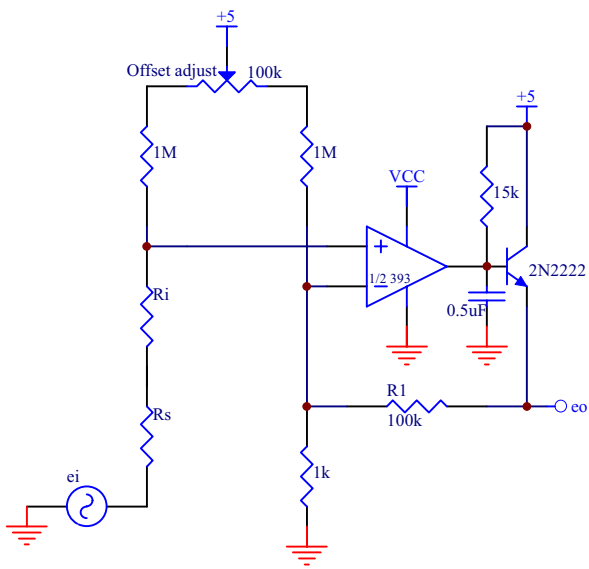 +5
Offset adjust
100k
+5
1M
1M
VCC
15k
+
1/2 393
−
2N2222
Ri
0.5uF
R1
eo
100k
Rs
ei
1k